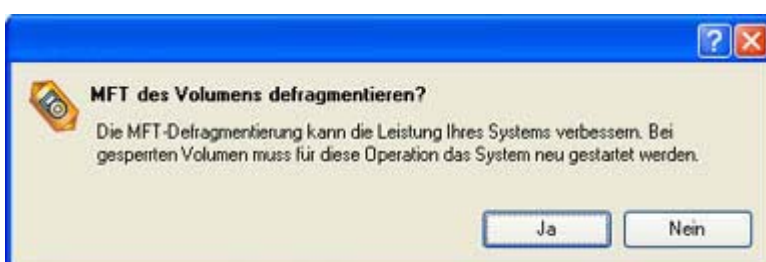 MFT des Volumens defragmentieren?
Die MFT-Defragmentierung kann die Leistung Ihres Systems verbessern. Bei
gesperrten Volumen muss für diese Operation das System neu gestartet werden.
Ja Nein